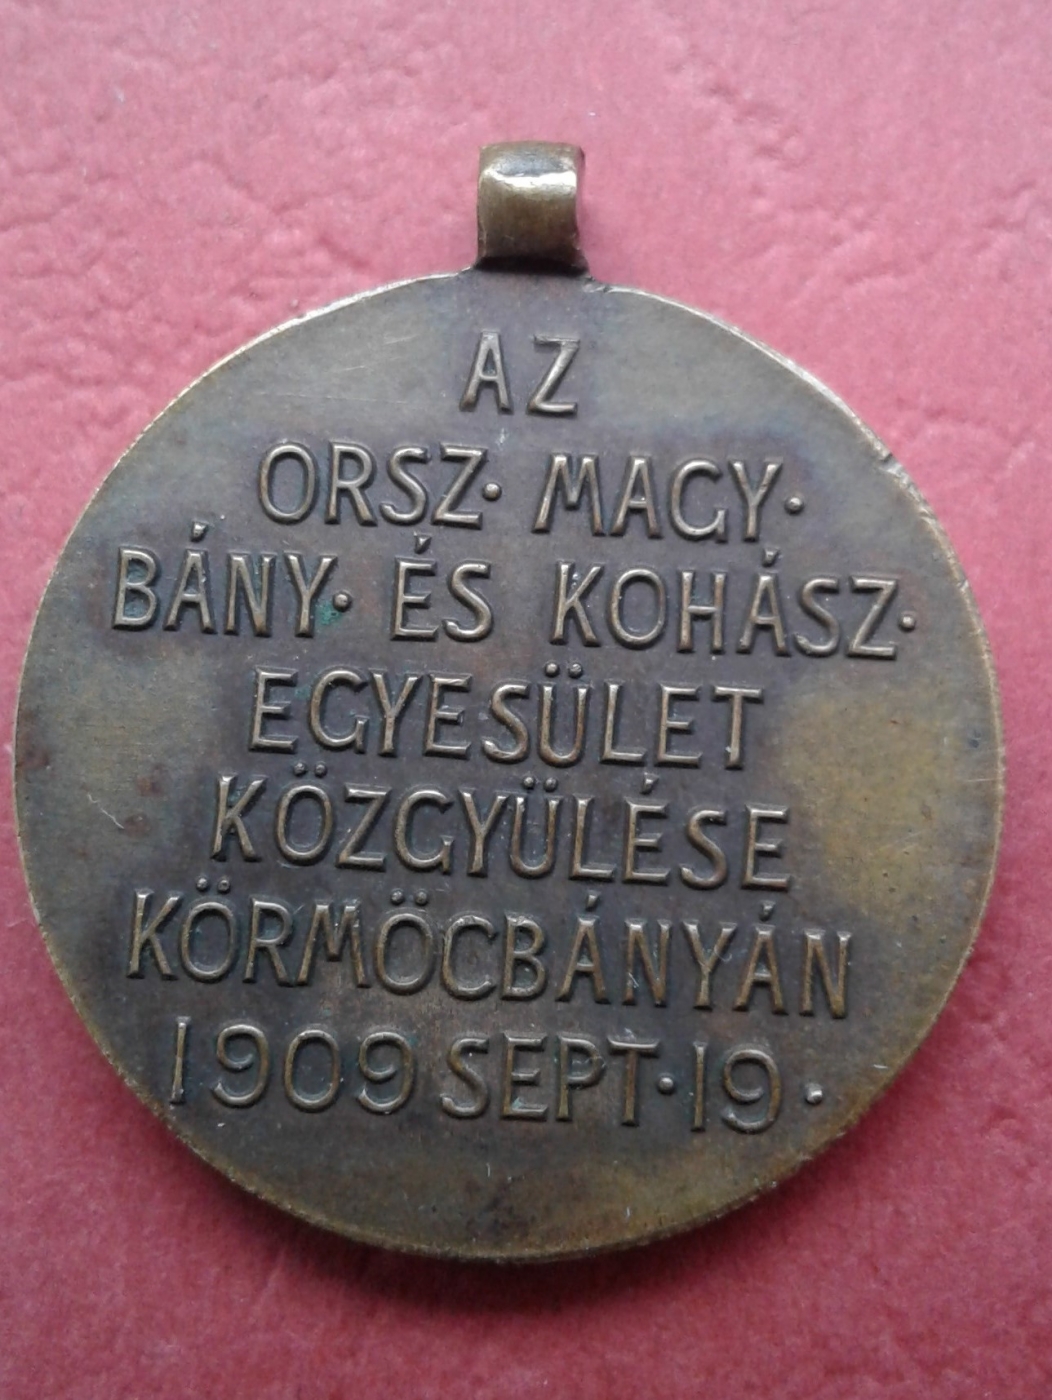 AZ
ORSZ· MAGY·
BÁNY· ÉS KOHÁSZ·
EGYESÜLET
KÖZGYÜLÉSE
KÖRMÖCBÁNYÁN
1909 SEPT·19·